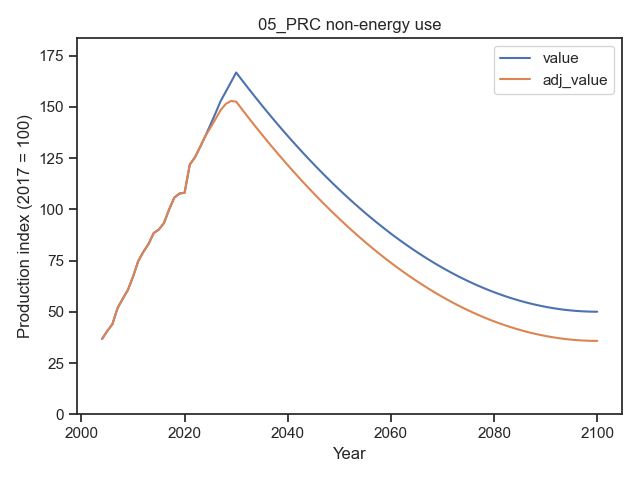 05_PRC non-energy use
value
adj_value
Production index (2017 = 100)
175
150
125
100
75
50
25
0
2000
2020
2040
2060
2080
2100
Year